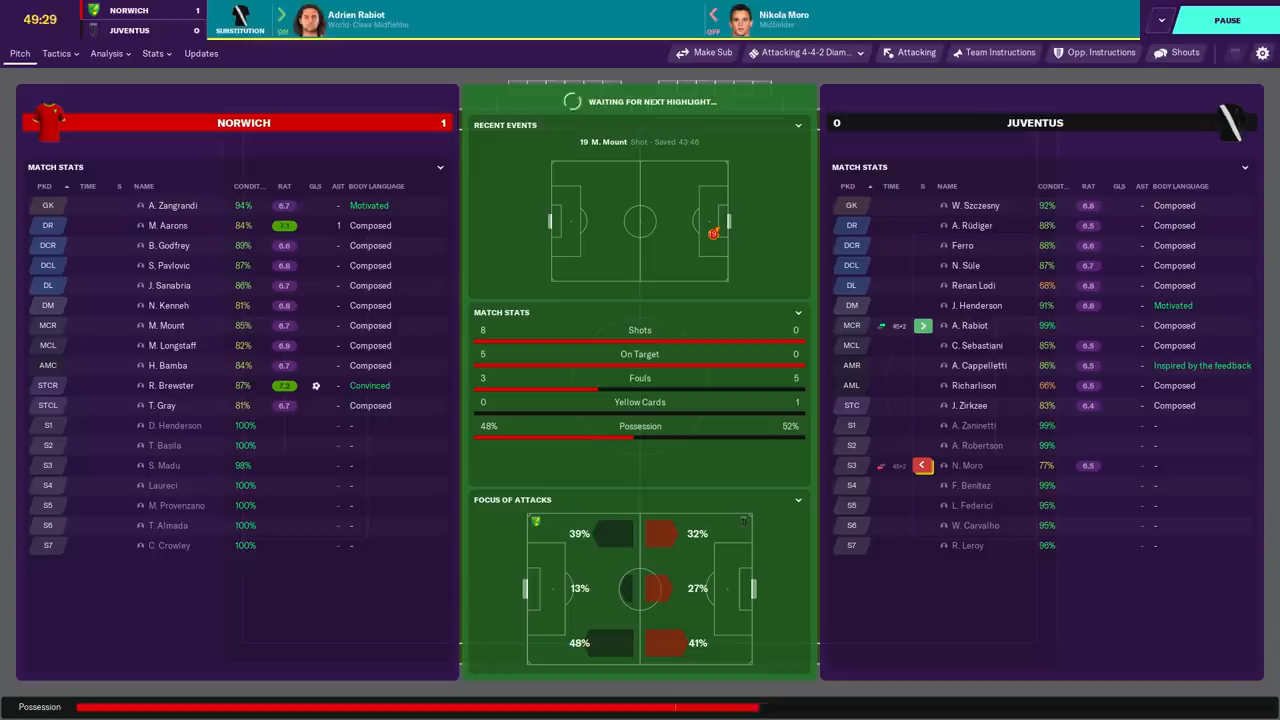 49:29
NORWICH 1
JUVENTUS 0
SUBSTITUTION
ON
Adrien Rabiot
World-Class Midfielder
OFF
Nikola Moro
Midfielder
PAUSE
Pitch Tactics Analysis Stats Updates
Make Sub Attacking 4-4-2 Diam... Attacking Team Instructions Opp. Instructions Shouts
NORWICH 1
MATCH STATS
PKD TIME S NAME CONDIT... RAT GLS AST BODY LANGUAGE
GK A. Zangrandi 94% 6.7 - Motivated
DR M. Aarons 84% 7.1 1 Composed
DCR B. Godfrey 89% 6.6 - Composed
DCL S. Pavlovic 87% 6.8 - Composed
DL J. Sanabria 86% 6.7 - Composed
DM N. Kenneh 81% 6.8 - Composed
MCR M. Mount 85% 6.7 - Composed
MCL M. Longstaff 82% 6.9 - Composed
AMC H. Bamba 84% 6.7 - Composed
STCR R. Brewster 87% 7.2 - Convinced
STCL T. Gray 81% 6.7 - Composed
S1 D. Henderson 100% - -
S2 T. Basila 100% - -
S3 S. Madu 98% - -
S4 Laureci 100% - -
S5 M. Provenzano 100% - -
S6 T. Almada 100% - -
S7 C. Crowley 100% - -
WAITING FOR NEXT HIGHLIGHT...
RECENT EVENTS
19 M. Mount Shot - Saved 43:46
19
MATCH STATS
8 Shots 0
5 On Target 0
3 Fouls 5
0 Yellow Cards 1
48% Possession 52%
FOCUS OF ATTACKS
39% 32%
13% 27%
48% 41%
0 JUVENTUS
MATCH STATS
PKD TIME S NAME CONDIT... RAT GLS AST BODY LANGUAGE
GK W. Szczesny 92% 6.8 - Composed
DR A. Rüdiger 88% 6.5 - Composed
DCR Ferro 88% 6.6 - Composed
DCL N. Süle 87% 6.7 - Composed
DL Renan Lodi 68% 6.8 - Composed
DM J. Henderson 91% 6.8 - Motivated
MCR 45+2 A. Rabiot 99% - Composed
MCL C. Sebastiani 85% 6.5 - Composed
AMR A. Cappelletti 86% 6.5 - Inspired by the feedback
AML Richarlison 66% 6.5 - Composed
STC J. Zirkzee 83% 6.4 - Composed
S1 A. Zaninetti 99% - -
S2 A. Robertson 99% - -
S3 45+2 N. Moro 77% 6.5 - -
S4 F. Benítez 99% - -
S5 L. Federici 95% - -
S6 W. Carvalho 95% - -
S7 R. Leroy 96% - -
Possession